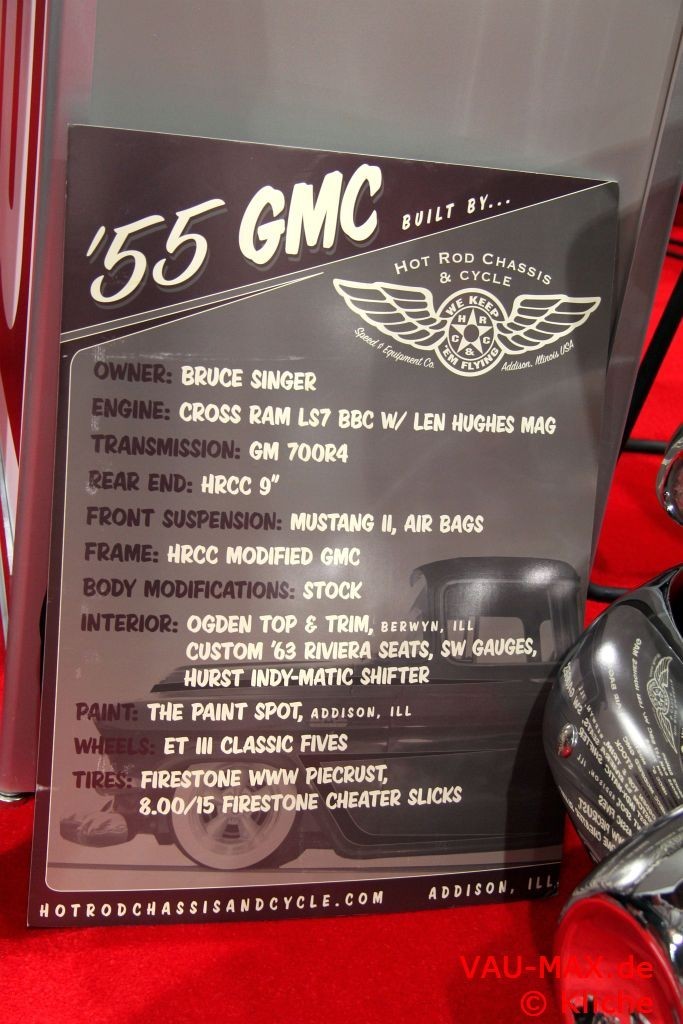 '55 GMC BUILT BY...
HOT ROD CHASSIS
& CYCLE
WE KEEP
H R
C C
&
'EM FLYING
Speed & Equipment Co. Addison, Illinois USA
OWNER: BRUCE SINGER
ENGINE: CROSS RAM LS7 BBC W/ LEN HUGHES MAG
TRANSMISSION: GM 700R4
REAR END: HRCC 9"
FRONT SUSPENSION: MUSTANG II, AIR BAGS
FRAME: HRCC MODIFIED GMC
BODY MODIFICATIONS: STOCK
INTERIOR: OGDEN TOP & TRIM, BERWYN, ILL
CUSTOM '63 RIVIERA SEATS, SW GAUGES,
HURST INDY-MATIC SHIFTER
PAINT: THE PAINT SPOT, ADDISON, ILL
WHEELS: ET III CLASSIC FIVES
TIRES: FIRESTONE WWW PIECRUST,
8.00/15 FIRESTONE CHEATER SLICKS
HOTRODCHASSISANDCYCLE.COM ADDISON, ILL
VAU-MAX.de
© kliche